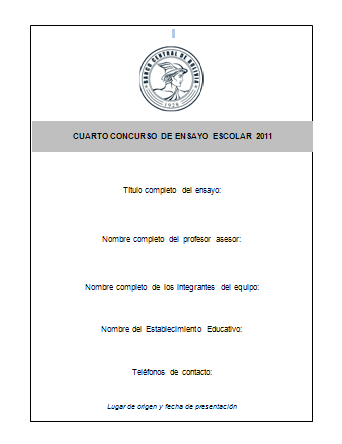 BANCO CENTRAL DE BOLIVIA
1928
CUARTO CONCURSO DE ENSAYO ESCOLAR 2011
Título completo del ensayo:
Nombre completo del profesor asesor:
Nombre completo de los integrantes del equipo:
Nombre del Establecimiento Educativo:
Teléfonos de contacto:
Lugar de origen y fecha de presentación